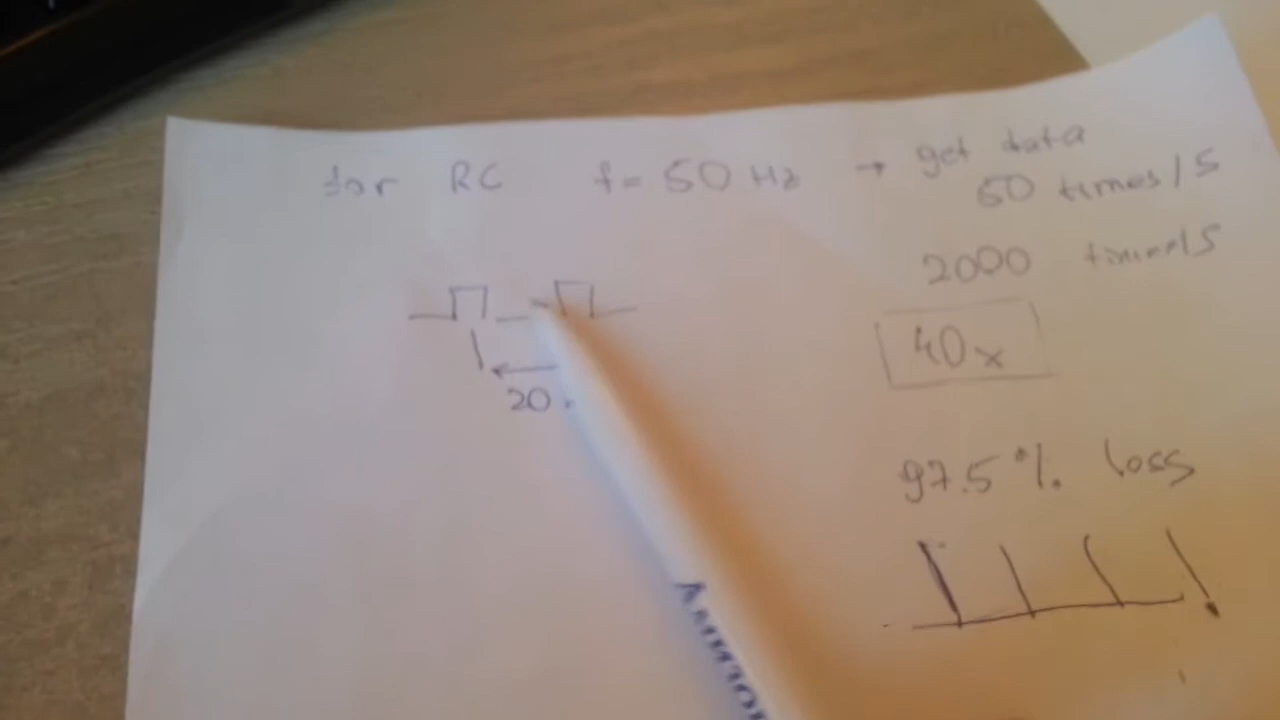 for RC f = 50 Hz → get data
50 times/s
2000 times/s
40x
20
97.5% loss